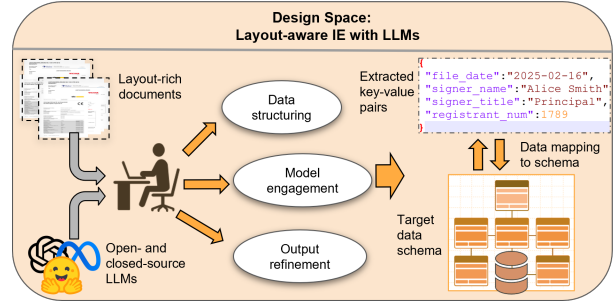 Design Space:
Layout-aware IE with LLMs
Layout-rich
documents
Open- and
closed-source
LLMs
Data
structuring
Model
engagement
Output
refinement
Extracted
key-value
pairs
{
"file_date":"2025-02-16",
"signer_name":"Alice Smith"
"signer_title":"Principal",
"registrant_num":1789
}
Data mapping
to schema
Target
data
schema